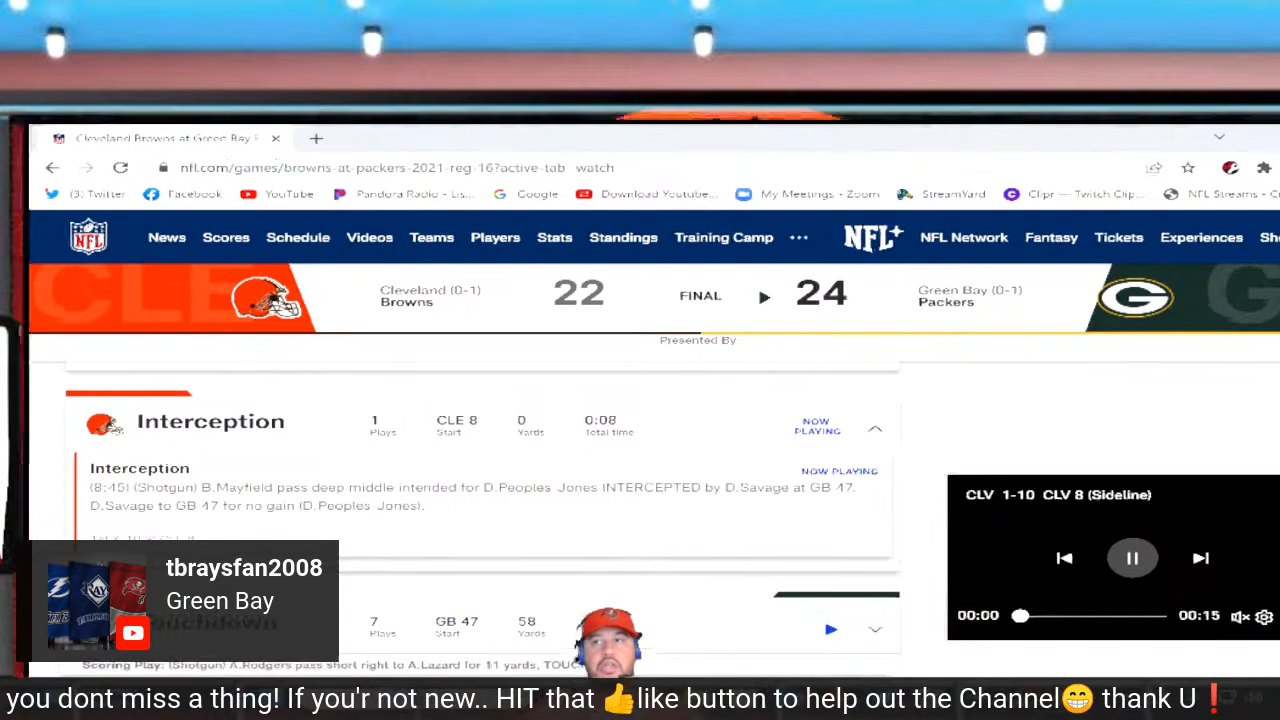 Cleveland Browns at Green Bay P
nfl.com/games/browns-at-packers-2021-reg-16?active-tab=watch
(3) Twitter Facebook YouTube Pandora Radio - Lis... Google Download Youtube... My Meetings - Zoom StreamYard Clipr — Twitch Clip... NFL Streams - C
NFL News Scores Schedule Videos Teams Players Stats Standings Training Camp ••• NFL+ NFL Network Fantasy Tickets Experiences Sh
CLE Cleveland (0-1) 22 FINAL 24 Green Bay (0-1) G G
Browns Packers
Presented By
Interception 1 CLE 8 0 0:08 NOW
Plays Start Yards Total time PLAYING
Interception NOW PLAYING
(8:45) (Shotgun) B.Mayfield pass deep middle intended for D.Peoples-Jones INTERCEPTED by D.Savage at GB 47.
D.Savage to GB 47 for no gain (D.Peoples-Jones).
CLV 1-10 CLV 8 (Sideline)
00:00 00:15
tbraysfan2008
Green Bay
Touchdown 7 GB 47 58
Plays Start Yards
Scoring Play: (Shotgun) A.Rodgers pass short right to A.Lazard for 11 yards, TOUC
you dont miss a thing! If you'r not new.. HIT that 👍like button to help out the Channel😁 thank U❗